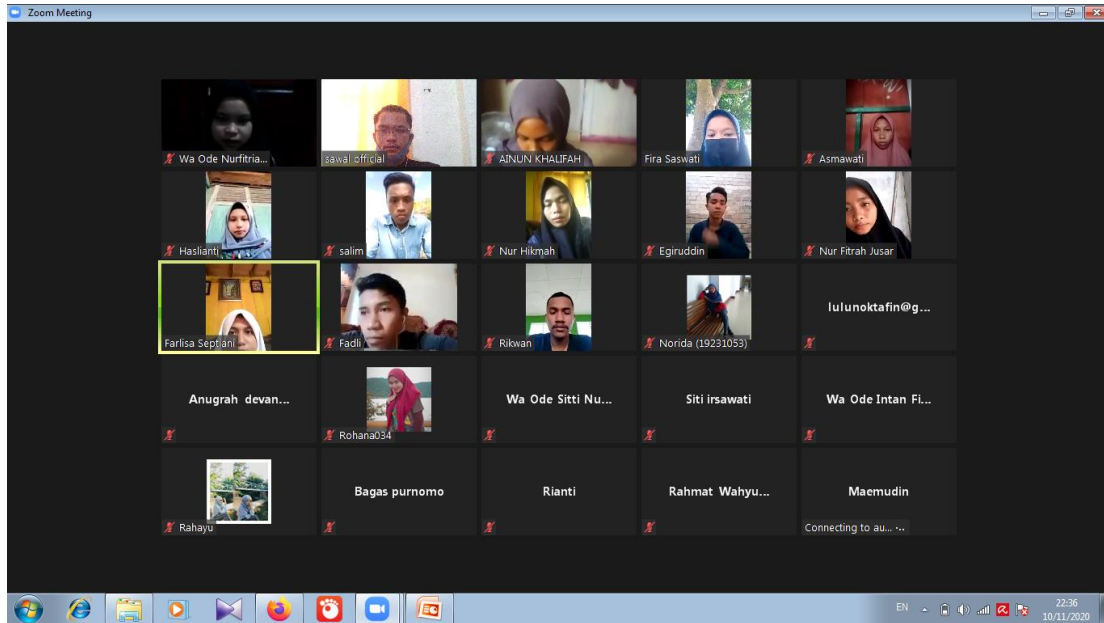 Zoom Meeting
Wa Ode Nurfitria...
sawal official
AINUN KHALIFAH
Fira Saswati
Asmawati
Haslianti
salim
Nur Hikmah
Egiruddin
Nur Fitrah Jusar
Farlisa Septiani
Fadli
Rikwan
Norida (19231053)
lulunoktafin@g...
Anugrah devan...
Rohana034
Wa Ode Sitti Nu...
Siti irsawati
Wa Ode Intan Fi...
Rahayu
Bagas purnomo
Rianti
Rahmat Wahyu...
Maemudin
Connecting to au... ...
EN
22:36
10/11/2020